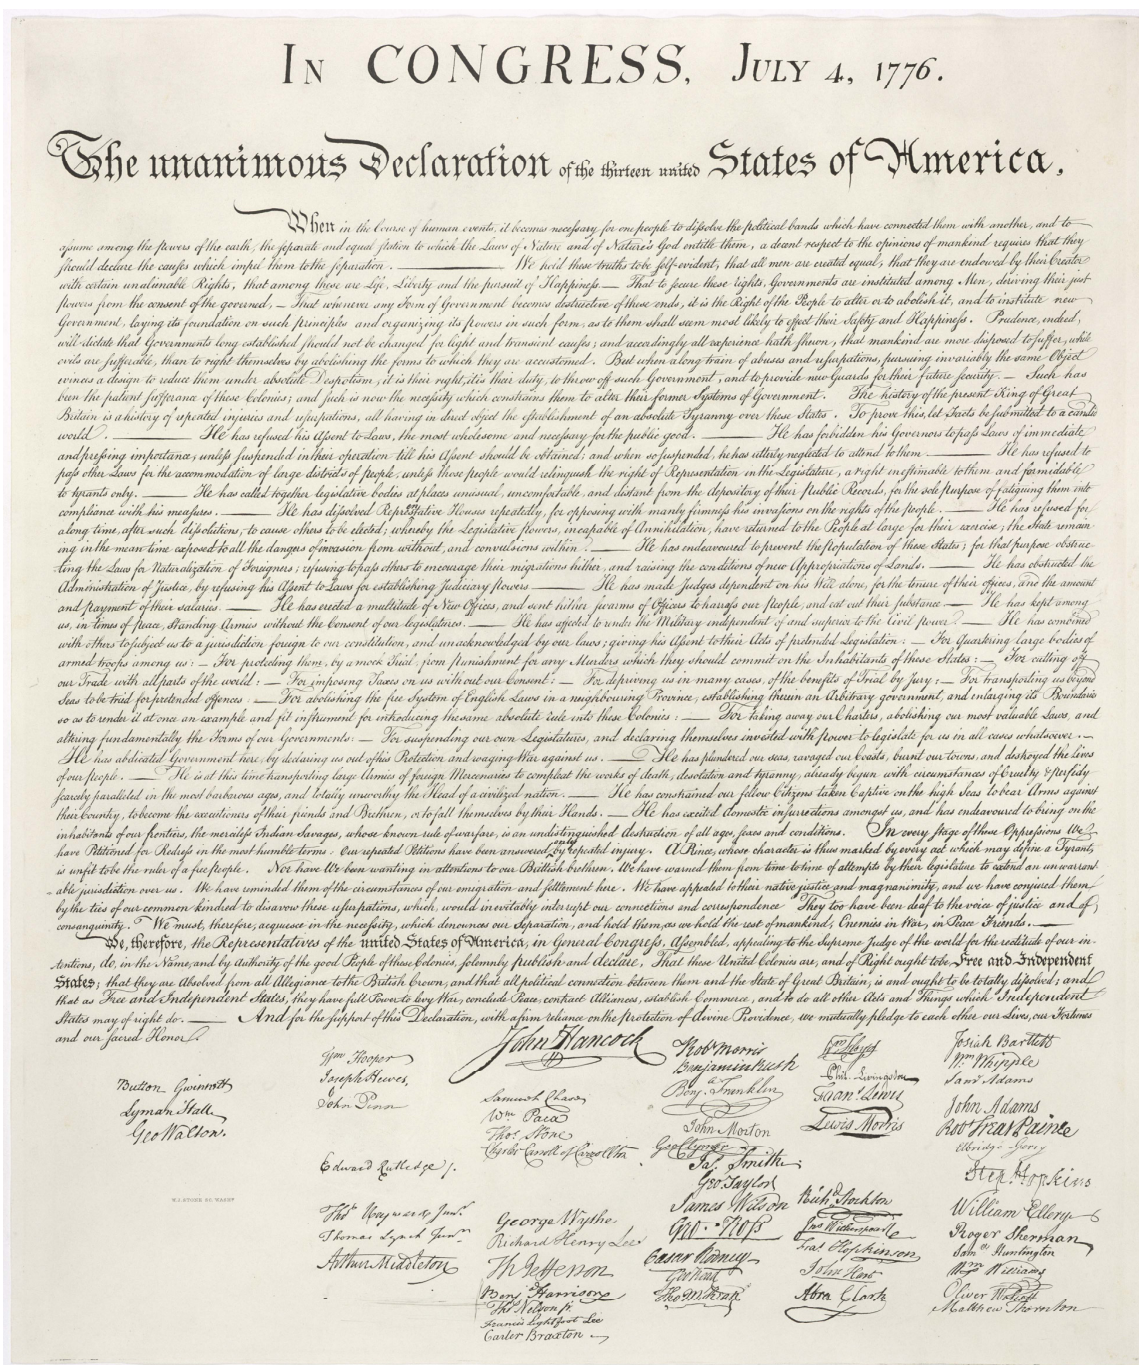 IN CONGRESS, JULY 4, 1776.
The unanimous Declaration of the thirteen united States of America,
When in the Course of human events, it becomes necessary for one people to dissolve the political bands which have connected them with another, and to
assume among the powers of the earth, the separate and equal station to which the Laws of Nature and of Nature's God entitle them, a decent respect to the opinions of mankind requires that they
should declare the causes which impel them to the separation. — We hold these truths to be self-evident, that all men are created equal, that they are endowed by their Creator
with certain unalienable Rights, that among these are Life, Liberty and the pursuit of Happiness — That to secure these rights, Governments are instituted among Men, deriving their just
powers from the consent of the governed, — That whenever any Form of Government becomes destructive of these ends, it is the Right of the People to alter or to abolish it, and to institute new
Government, laying its foundation on such principles and organizing its powers in such form, as to them shall seem most likely to effect their Safety and Happiness. Prudence, indeed,
will dictate that Governments long established should not be changed for light and transient causes; and accordingly all experience hath shewn, that mankind are more disposed to suffer, while
evils are sufferable, than to right themselves by abolishing the forms to which they are accustomed. But when a long train of abuses and usurpations, pursuing invariably the same Object
evinces a design to reduce them under absolute Despotism, it is their right, it is their duty, to throw off such Government, and to provide new Guards for their future security. — Such has
been the patient sufferance of these Colonies; and such is now the necessity which constrains them to alter their former Systems of Government. The history of the present King of Great
Britain is a history of repeated injuries and usurpations, all having in direct object the establishment of an absolute Tyranny over these States. To prove this, let Facts be submitted to a candid
world. — He has refused his Assent to Laws, the most wholesome and necessary for the public good. — He has forbidden his Governors to pass Laws of immediate
and pressing importance, unless suspended in their operation till his Assent should be obtained; and when so suspended, he has utterly neglected to attend to them. — He has refused to
pass other Laws for the accommodation of large districts of people, unless those people would relinquish the right of Representation in the Legislature, a right inestimable to them and formidable
to tyrants only. — He has called together legislative bodies at places unusual, uncomfortable, and distant from the depository of their Public Records, for the sole purpose of fatiguing them into
compliance with his measures. — He has dissolved Representative Houses repeatedly, for opposing with manly firmness his invasions on the rights of the people. — He has refused for
a long time, after such dissolutions, to cause others to be elected; whereby the Legislative powers, incapable of Annihilation, have returned to the People at large for their exercise; the State remain
ing in the mean time exposed to all the dangers of invasion from without, and convulsions within. — He has endeavoured to prevent the population of these States; for that purpose obstruc-
ting the Laws for Naturalization of Foreigners; refusing to pass others to encourage their migrations hither, and raising the conditions of new Appropriations of Lands. — He has obstructed the
Administration of Justice, by refusing his Assent to Laws for establishing Judiciary powers — He has made Judges dependent on his Will alone, for the tenure of their offices, and the amount
and payment of their salaries. — He has erected a multitude of New Offices, and sent hither swarms of Officers to harrass our people, and eat out their substance. — He has kept among
us, in times of peace, Standing Armies without the Consent of our legislatures. — He has affected to render the Military independent of and superior to the Civil power. — He has combined
with others to subject us to a jurisdiction foreign to our constitution, and unacknowledged by our laws; giving his Assent to their Acts of pretended Legislation: — For Quartering large bodies of
armed troops among us: — For protecting them, by a mock Trial, from punishment for any Murders which they should commit on the Inhabitants of these States: — For cutting off
our Trade with all parts of the world: — For imposing Taxes on us without our Consent: — For depriving us in many cases, of the benefits of Trial by Jury: — For transporting us beyond
Seas to be tried for pretended offences — For abolishing the free System of English Laws in a neighbouring Province, establishing therein an Arbitrary government, and enlarging its Boundaries
so as to render it at once an example and fit instrument for introducing the same absolute rule into these Colonies: — For taking away our Charters, abolishing our most valuable Laws, and
altering fundamentally the Forms of our Governments: — For suspending our own Legislatures, and declaring themselves invested with power to legislate for us in all cases whatsoever. —
He has abdicated Government here, by declaring us out of his Protection and waging War against us. — He has plundered our seas, ravaged our Coasts, burnt our towns, and destroyed the lives
of our people. — He is at this time transporting large Armies of foreign Mercenaries to compleat the works of death, desolation and tyranny, already begun with circumstances of Cruelty & perfidy
scarcely paralleled in the most barbarous ages, and totally unworthy the Head of a civilized nation. — He has constrained our fellow Citizens taken Captive on the high Seas to bear Arms against
their Country, to become the executioners of their friends and Brethren, or to fall themselves by their Hands. — He has excited domestic insurrections amongst us, and has endeavoured to bring on the
inhabitants of our frontiers, the merciless Indian Savages, whose known rule of warfare, is an undistinguished destruction of all ages, sexes and conditions. In every stage of these Oppressions We
have Petitioned for Redress in the most humble terms: Our repeated Petitions have been answered only by repeated injury. A Prince, whose character is thus marked by every act which may define a Tyrant,
is unfit to be the ruler of a free people. Nor have We been wanting in attentions to our Brittish brethren. We have warned them from time to time of attempts by their legislature to extend an unwarrant-
able jurisdiction over us. We have reminded them of the circumstances of our emigration and settlement here. We have appealed to their native justice and magnanimity, and we have conjured them
by the ties of our common kindred to disavow these usurpations, which, would inevitably interrupt our connections and correspondence They too have been deaf to the voice of justice and of
consanguinity. We must, therefore, acquiesce in the necessity, which denounces our Separation, and hold them, as we hold the rest of mankind, Enemies in War, in Peace Friends. —
We, therefore, the Representatives of the united States of America, in General Congress, Assembled, appealing to the Supreme Judge of the world for the rectitude of our in-
tentions, do, in the Name, and by Authority of the good People of these Colonies, solemnly publish and declare, That these United Colonies are, and of Right ought to be Free and Independent
States; that they are Absolved from all Allegiance to the British Crown, and that all political connection between them and the State of Great Britain, is and ought to be totally dissolved; and
that as Free and Independent States, they have full Power to levy War, conclude Peace, contract Alliances, establish Commerce, and to do all other Acts and Things which Independent
States may of right do. — And for the support of this Declaration, with a firm reliance on the protection of divine Providence, we mutually pledge to each other our Lives, our Fortunes
and our sacred Honor.
Button Gwinnett
Lyman Hall
Geo Walton.
Wm Hooper
Joseph Hewes,
John Penn
Edward Rutledge /.
Thos Heyward Junr.
Thomas Lynch Junr.
Arthur Middleton
John Hancock
Samuel Chase
Wm. Paca
Thos. Stone
Charles Carroll of Carrollton
George Wythe
Richard Henry Lee
Th Jefferson
Benj Harrison
Thos Nelson jr.
Francis Lightfoot Lee
Carter Braxton
Robt Morris
Benjamin Rush
Benj. Franklin
John Morton
Geo Clymer
Jas. Smith
Geo Taylor
James Wilson
Geo. Ross
Caesar Rodney
Geo Read
Tho M:Kean
Wm Floyd
Phil. Livingston
Frans. Lewis
Lewis Morris
Richd. Stockton
Jno Witherspoon
Fras. Hopkinson
John Hart
Abra Clark
Josiah Bartlett
Wm. Whipple
Saml Adams
John Adams
Robt Treat Paine
Elbridge Gerry
Step. Hopkins
William Ellery
Roger Sherman
Saml Huntington
Wm Williams
Oliver Wolcott
Matthew Thornton
W. J. STONE SC. WASHN